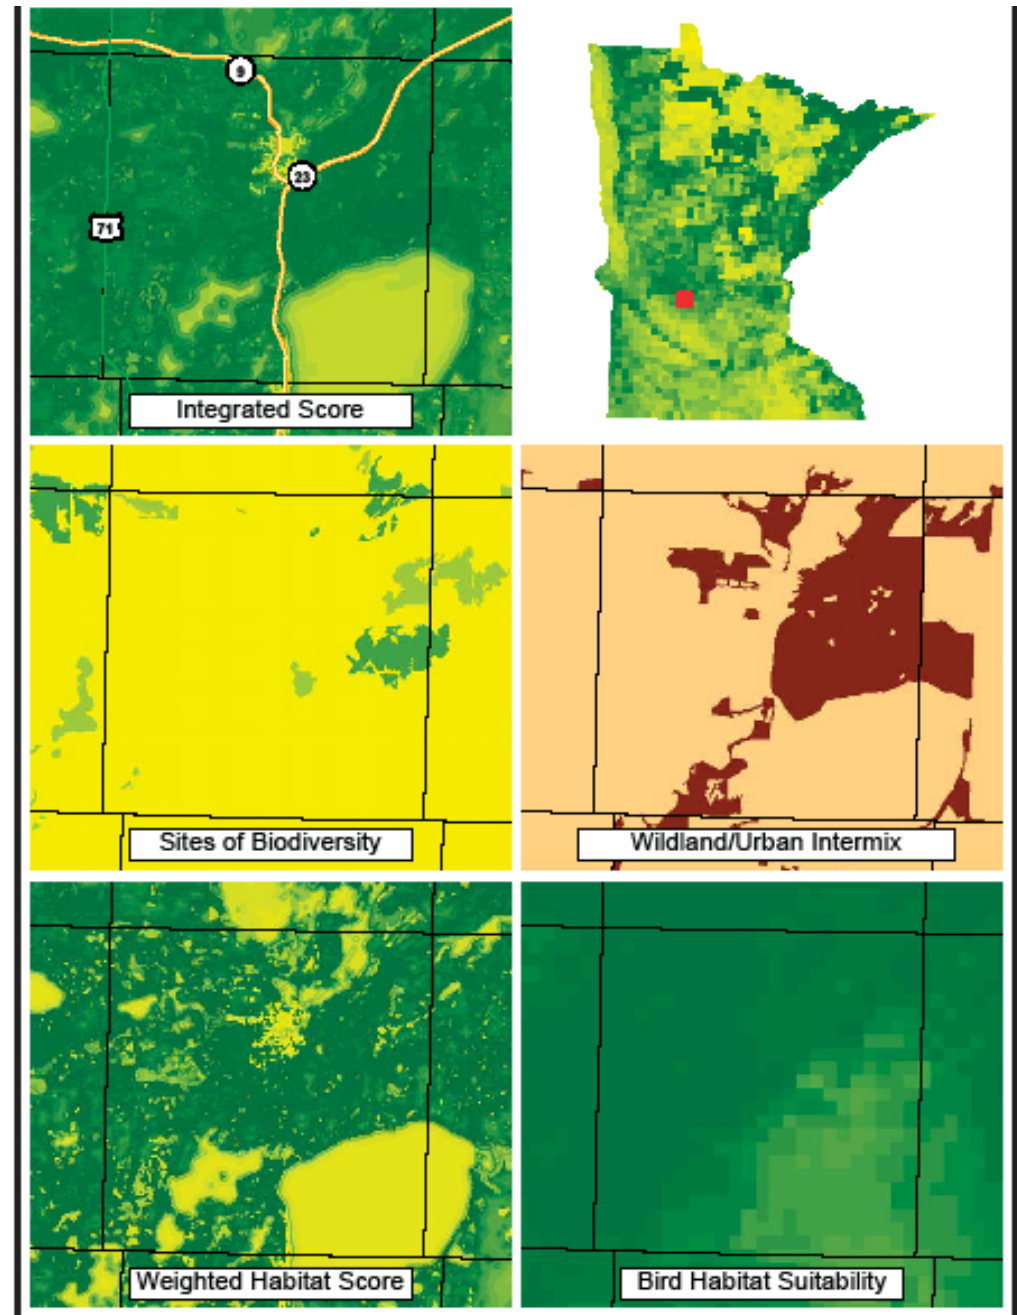 9
23
71
Integrated Score
Sites of Biodiversity
Wildland/Urban Intermix
Weighted Habitat Score
Bird Habitat Suitability